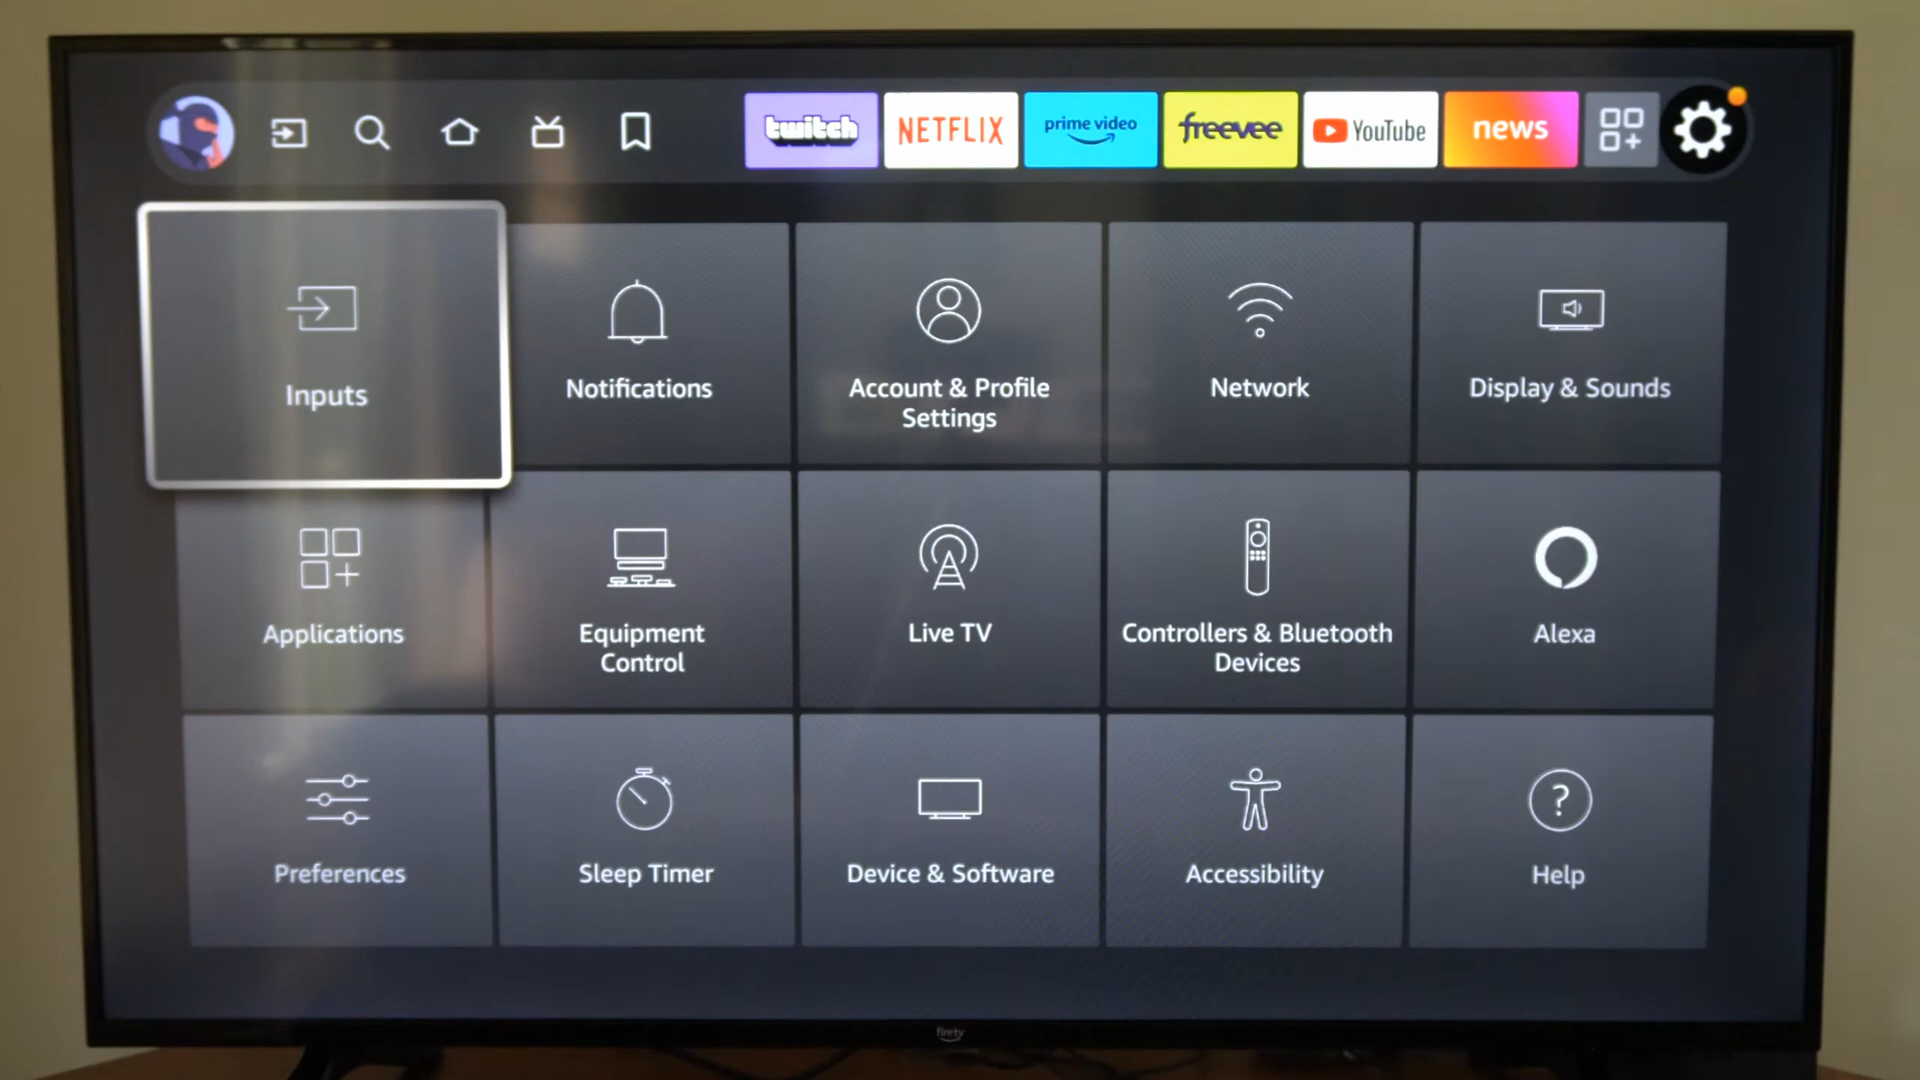 twitch
NETFLIX
prime video
freevee
YouTube
news
Inputs
Notifications
Account & Profile
Settings
Network
Display & Sounds
Applications
Equipment
Control
Live TV
Controllers & Bluetooth
Devices
Alexa
Preferences
Sleep Timer
Device & Software
Accessibility
?
Help
firetv